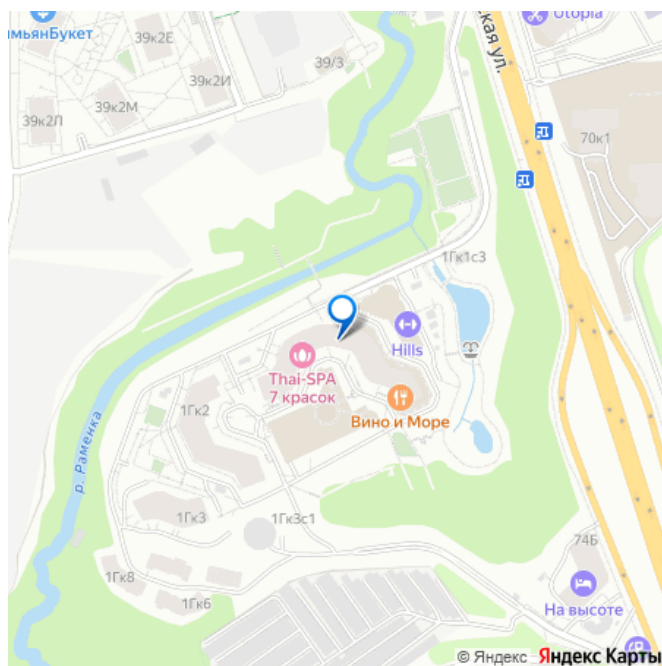 мьянБукет
39к2Е
39к2И
39к2М
39к2Л
39/3
ская ул.
Utopia
70к1
1Гк1с3
Hills
Thai-SPA
7 красок
Вино и Море
1Гк2
р. Раменка
1Гк3
1Гк3с1
1Гк8
1Гк6
74Б
На высоте
© Яндекс Яндекс Карты